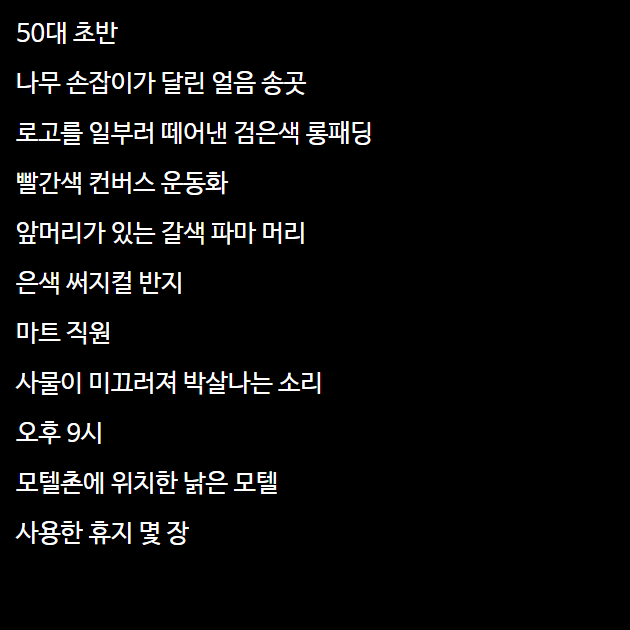 50대 초반
나무 손잡이가 달린 얼음 송곳
로고를 일부러 떼어낸 검은색 롱패딩
빨간색 컨버스 운동화
앞머리가 있는 갈색 파마 머리
은색 써지컬 반지
마트 직원
사물이 미끄러져 박살나는 소리
오후 9시
모텔촌에 위치한 낡은 모텔
사용한 휴지 몇 장